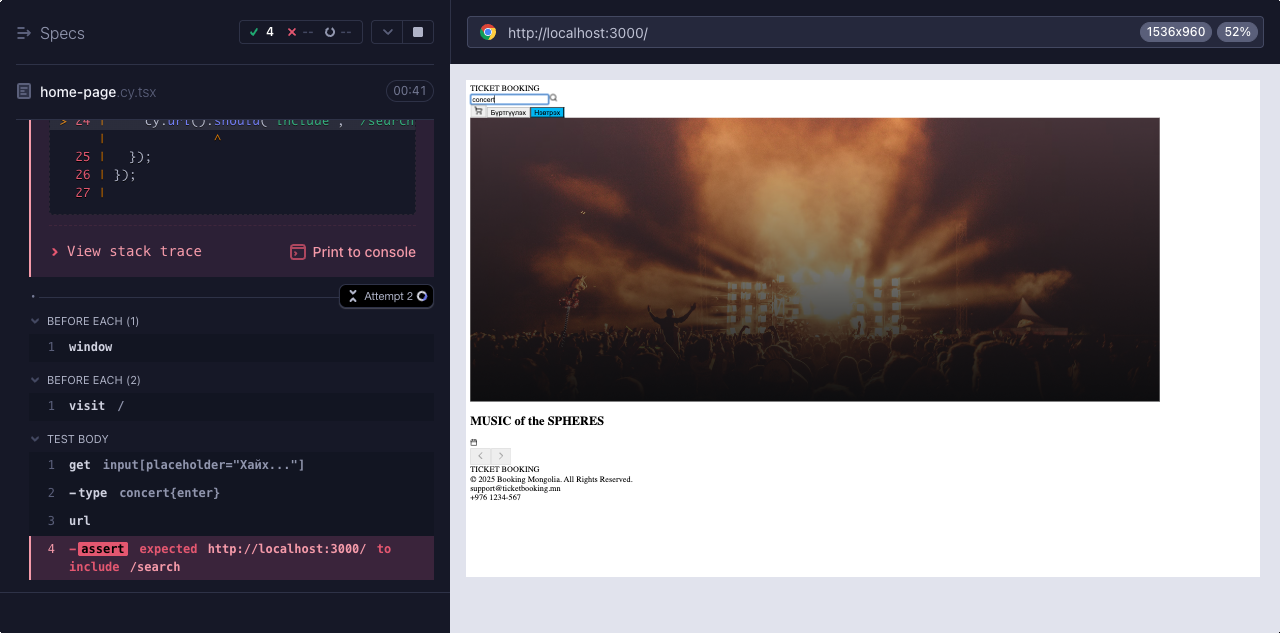 Specs
4
--
--
http://localhost:3000/
1536x960
52%
home-page.cy.tsx
00:41
> 24 | cy.url().should("include", "/search
| ^
25 | });
26 | });
27 |
View stack trace
Print to console
Attempt 2
BEFORE EACH (1)
1 window
BEFORE EACH (2)
1 visit /
TEST BODY
1 get input[placeholder="Хайх..."]
2 -type concert{enter}
3 url
4 -assert expected http://localhost:3000/ to
include /search
TICKET BOOKING
concert
Бүртгүүлэх
Нэвтрэх
MUSIC of the SPHERES
TICKET BOOKING
© 2025 Booking Mongolia. All Rights Reserved.
support@ticketbooking.mn
+976 1234-567